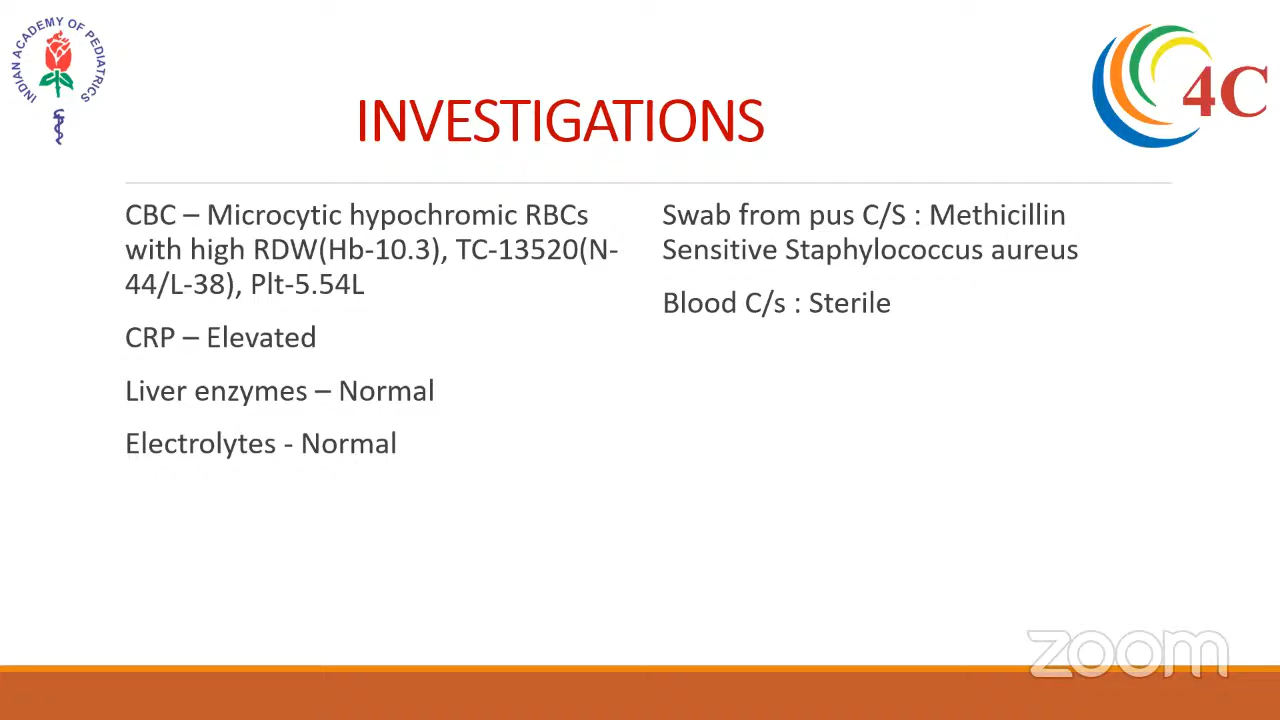 INDIAN ACADEMY OF PEDIATRICS
4C
INVESTIGATIONS
CBC – Microcytic hypochromic RBCs
with high RDW(Hb-10.3), TC-13520(N-
44/L-38), Plt-5.54L
CRP – Elevated
Liver enzymes – Normal
Electrolytes - Normal
Swab from pus C/S : Methicillin
Sensitive Staphylococcus aureus
Blood C/s : Sterile
zoom